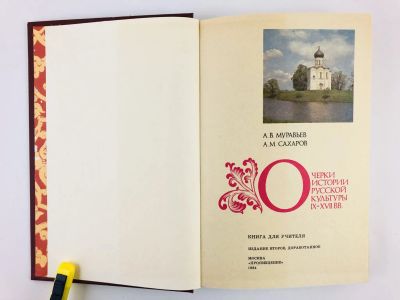 А.В. МУРАВЬЕВ
А.М. САХАРОВ
ОЧЕРКИ
ИСТОРИИ
РУССКОЙ
КУЛЬТУРЫ
IX-XVII ВВ.
КНИГА ДЛЯ УЧИТЕЛЯ
ИЗДАНИЕ ВТОРОЕ, ДОРАБОТАННОЕ
МОСКВА
«ПРОСВЕЩЕНИЕ»
1984